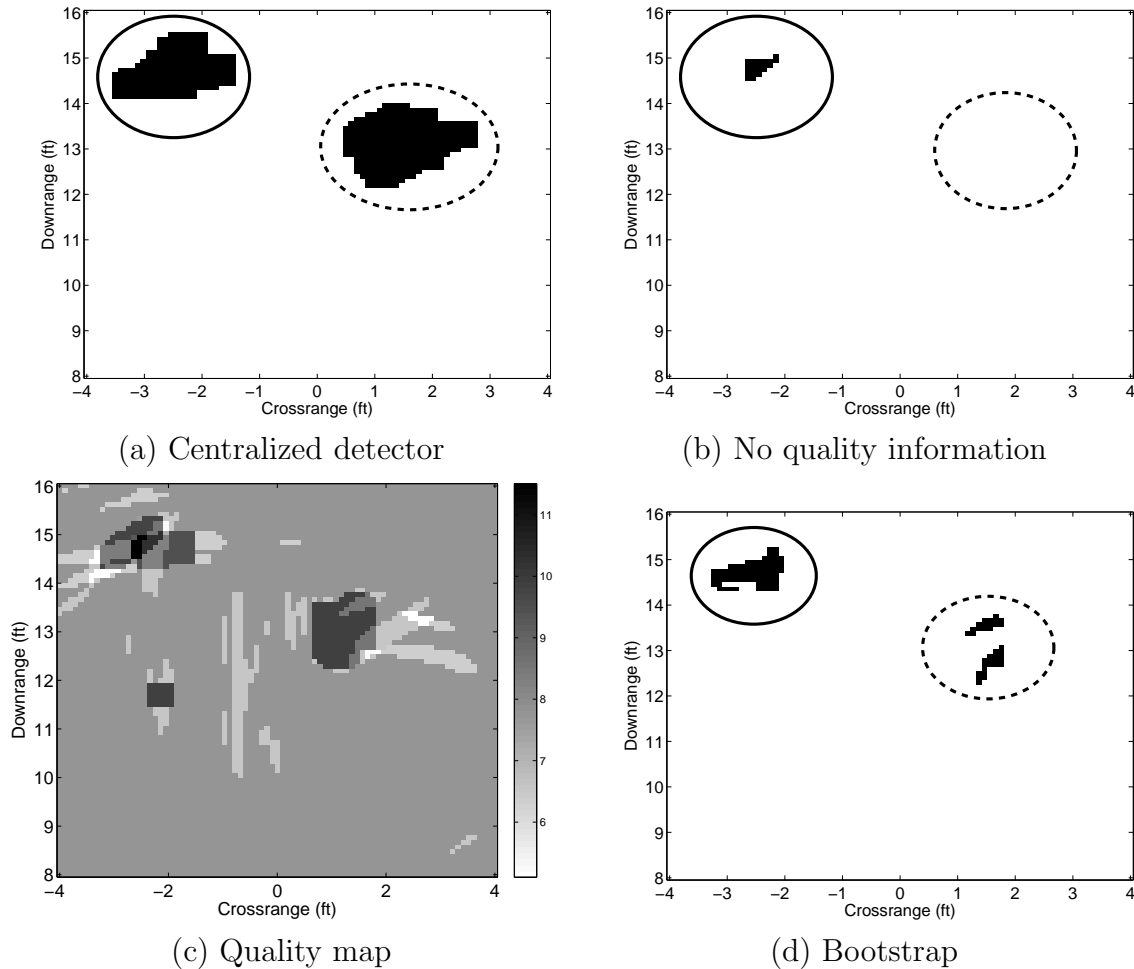 16
15
14
13
12
11
10
9
8
−4 −3 −2 −1 0 1 2 3 4
Downrange (ft)
Crossrange (ft)
(a) Centralized detector
16
15
14
13
12
11
10
9
8
−4 −3 −2 −1 0 1 2 3 4
Downrange (ft)
Crossrange (ft)
(b) No quality information
16
15
14
13
12
11
10
9
8
−4 −2 0 2 4
Downrange (ft)
Crossrange (ft)
11
10
9
8
7
6
(c) Quality map
16
15
14
13
12
11
10
9
8
−4 −3 −2 −1 0 1 2 3 4
Downrange (ft)
Crossrange (ft)
(d) Bootstrap